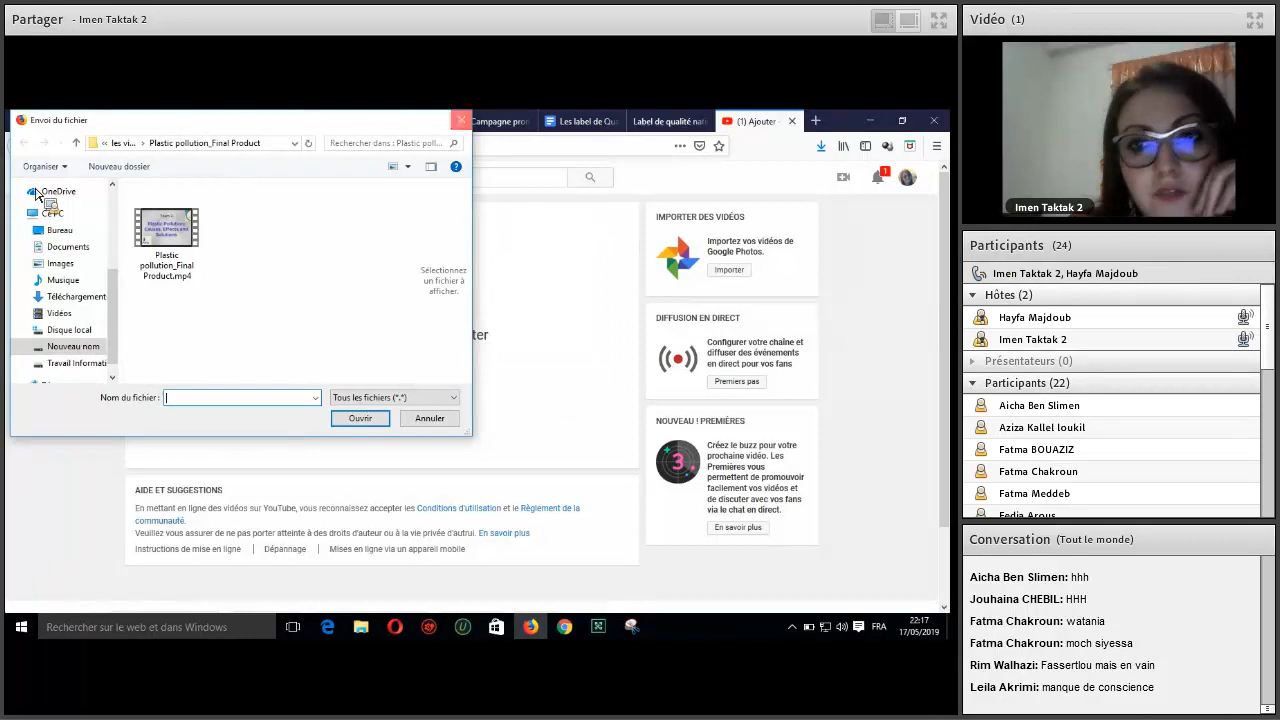 Partager - Imen Taktak 2
Vidéo (1)
Envoi du fichier
les vi... Plastic pollution_Final Product
Rechercher dans : Plastic poll...
Organiser
Nouveau dossier
OneDrive
Bureau
Documents
Images
Musique
Téléchargement
Vidéos
Disque local
Nouveau nom
Travail Informati
Plastic
pollution_Final
Product.mp4
Sélectionnez
un fichier à
afficher.
Nom du fichier :
Tous les fichiers (*.*)
Ouvrir
Annuler
Campagne pron
Les label de Qu
Label de qualité nati
(1) Ajouter
1
ter
IMPORTER DES VIDÉOS
Importez vos vidéos de
Google Photos.
Importer
DIFFUSION EN DIRECT
Configurer votre chaîne et
diffuser des événements
en direct pour vos fans
Premiers pas
NOUVEAU ! PREMIÈRES
Créez le buzz pour votre
prochaine vidéo. Les
Premières vous
permettent de promouvoir
facilement vos vidéos et
de discuter avec vos fans
via le chat en direct.
En savoir plus
AIDE ET SUGGESTIONS
En mettant en ligne des vidéos sur YouTube, vous reconnaissez accepter les Conditions d'utilisation et le Règlement de la
communauté.
Veuillez vous assurer de ne pas porter atteinte à des droits d'auteur ou à la vie privée d'autrui. En savoir plus
Instructions de mise en ligne
Dépannage
Mises en ligne via un appareil mobile
Rechercher sur le web et dans Windows
FRA
22:17
17/05/2019
Imen Taktak 2
Participants (24)
Imen Taktak 2, Hayfa Majdoub
Hôtes (2)
Hayfa Majdoub
Imen Taktak 2
Présentateurs (0)
Participants (22)
Aicha Ben Slimen
Aziza Kallel loukil
Fatma BOUAZIZ
Fatma Chakroun
Fatma Meddeb
Fedia Arous
Conversation (Tout le monde)
Aicha Ben Slimen: hhh
Jouhaina CHEBIL: HHH
Fatma Chakroun: watania
Fatma Chakroun: moch siyessa
Rim Walhazi: Fassertlou mais en vain
Leila Akrimi: manque de conscience